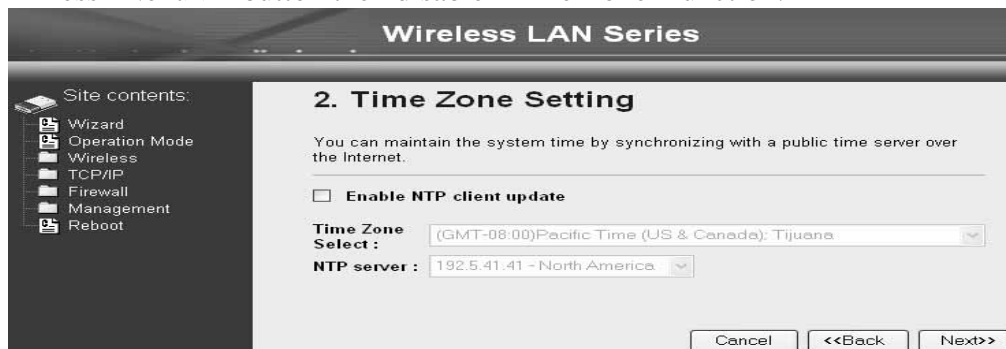 Wireless LAN Series
Site contents:
Wizard
Operation Mode
Wireless
TCP/IP
Firewall
Management
Reboot
2. Time Zone Setting
You can maintain the system time by synchronizing with a public time server over
the Internet.
Enable NTP client update
Time Zone
Select :
(GMT-08:00)Pacific Time (US & Canada); Tijuana
NTP server :
192.5.41.41 - North America
Cancel
<<Back
Next>>